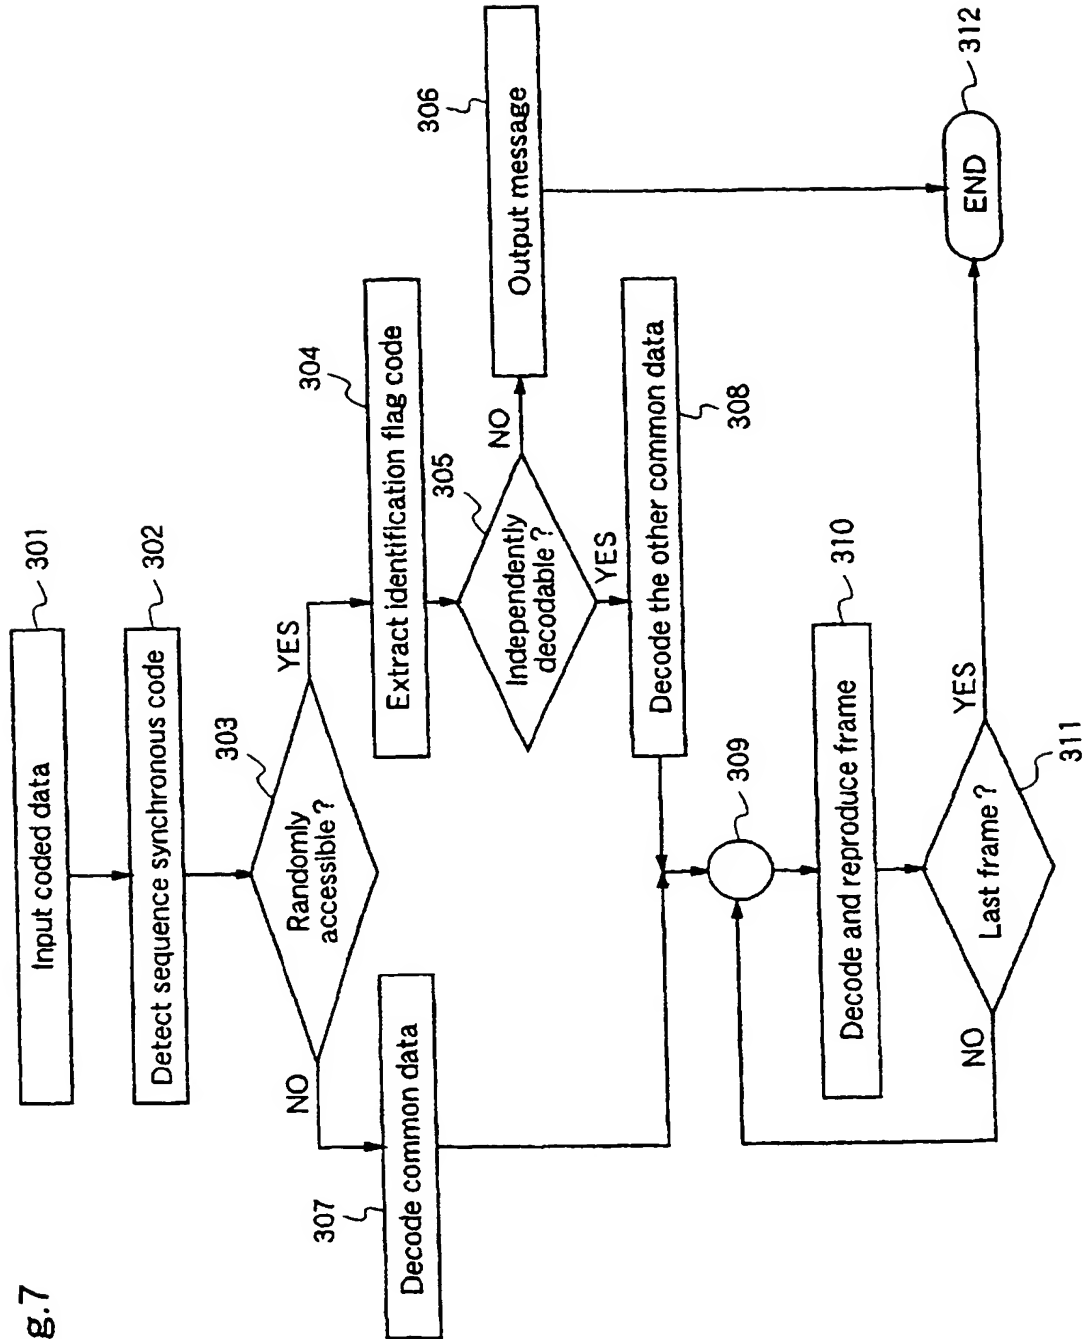 g.7
Input coded data
301
Detect sequence synchronous code
302
303
Randomly
accessible?
YES
NO
304
Extract identification flag code
305
Independently
decodable?
NO
YES
306
Output message
307
Decode common data
Decode the other common data
308
309
310
Decode and reproduce frame
Last frame?
311
YES
NO
END
312